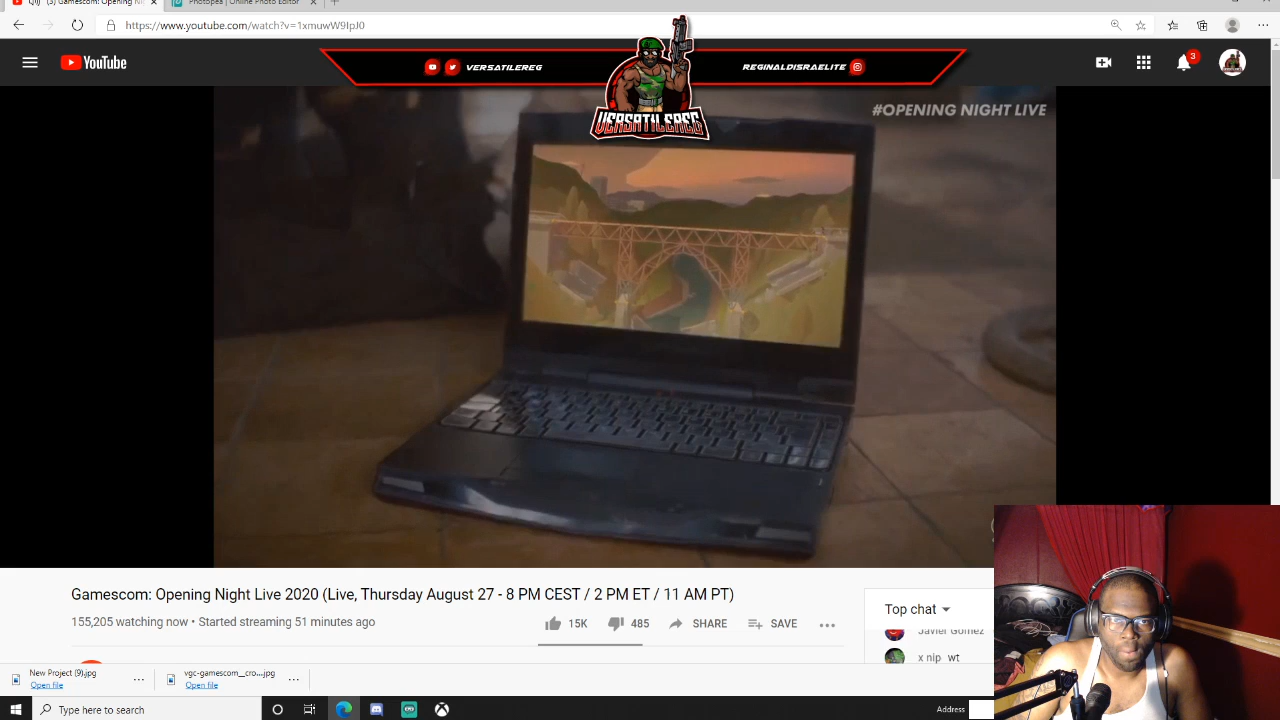 (3) Gamescom: Opening Ni
Photopea | Online Photo Editor
https://www.youtube.com/watch?v=1xmuwW9IpJ0
YouTube
VERSATILEREG
REGINALDISRAELITE
3
VERSATILEREG
#OPENING NIGHT LIVE
Gamescom: Opening Night Live 2020 (Live, Thursday August 27 - 8 PM CEST / 2 PM ET / 11 AM PT)
155,205 watching now • Started streaming 51 minutes ago
15K
485
SHARE
SAVE
Top chat
Javier Gomez
x nip wt
New Project (9).jpg
Open file
vgc-gamescom__cro....jpg
Open file
Type here to search
Address